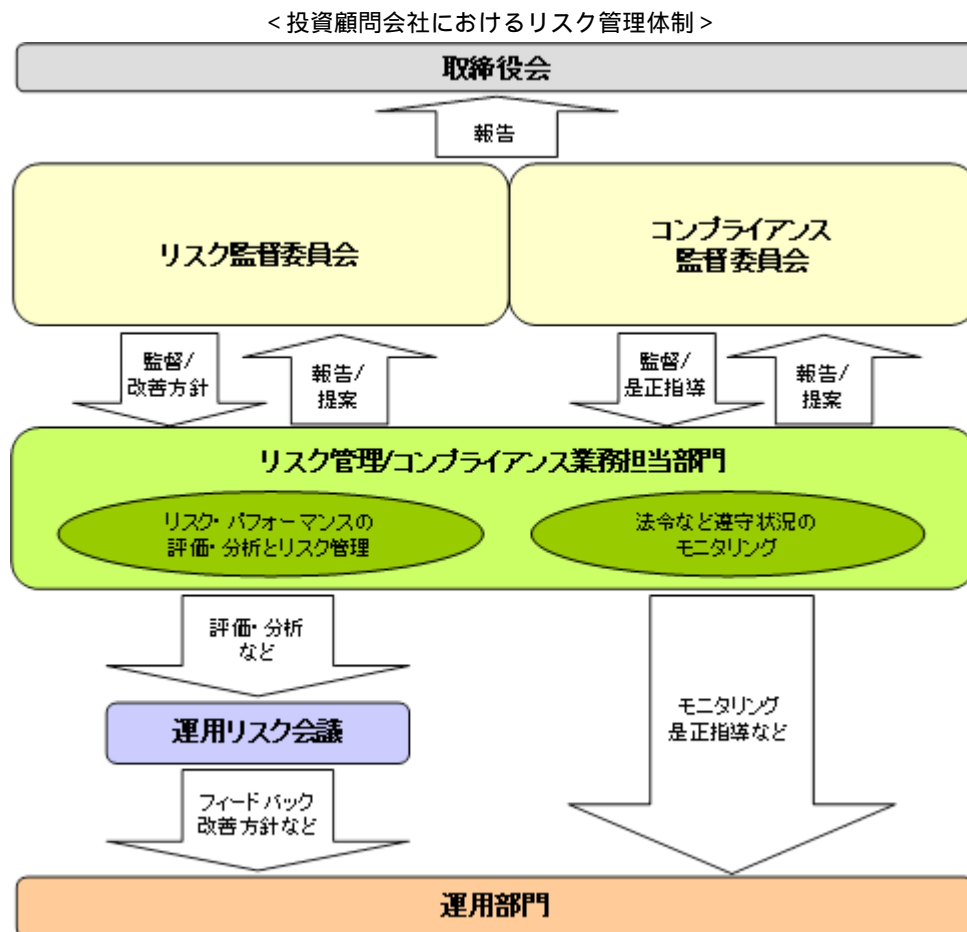 <投資顧問会社におけるリスク管理体制>
取締役会
報告
リスク監督委員会
コンプライアンス
監督委員会
監督/
改善方針
報告/
提案
監督/
是正指導
報告/
提案
リスク管理/コンプライアンス業務担当部門
リスク・パフォーマンスの
評価・分析とリスク管理
法令など遵守状況の
モニタリング
評価・分析
など
運用リスク会議
モニタリング
是正指導など
フィードバック
改善方針など
運用部門